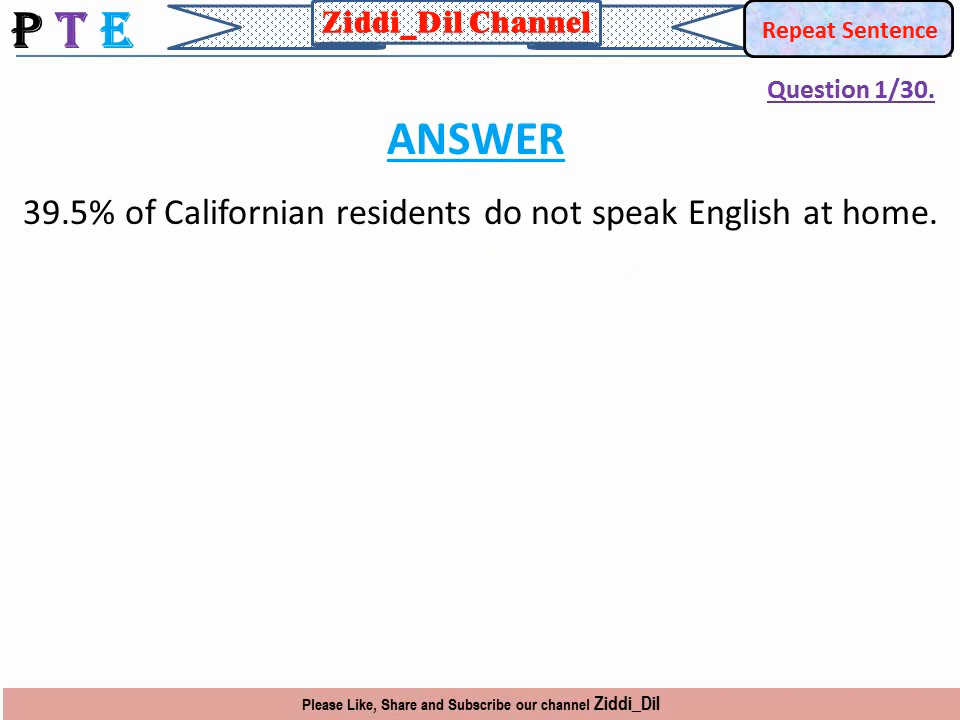 P T E
Ziddi_Dil Channel
Repeat Sentence
Question 1/30.
ANSWER
39.5% of Californian residents do not speak English at home.
Please Like, Share and Subscribe our channel Ziddi_Dil